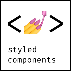 < >
styled
components